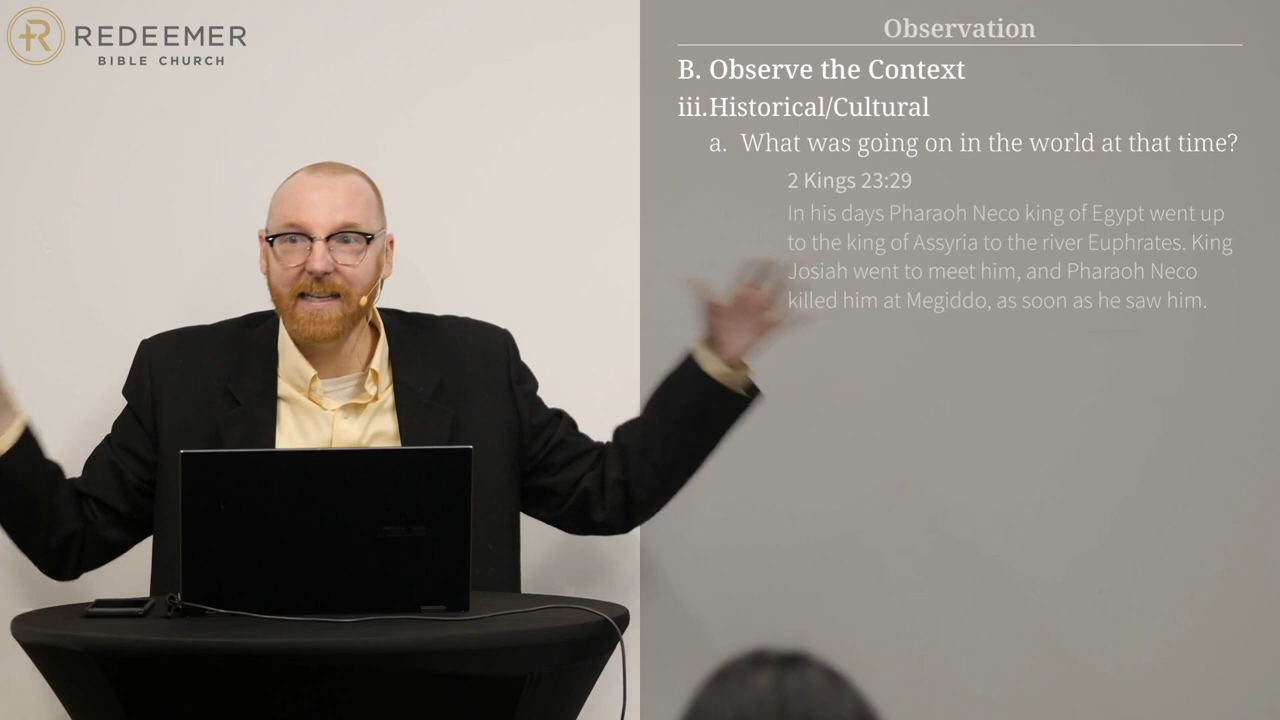 REDEEMER
BIBLE CHURCH
Observation
B. Observe the Context
iii. Historical/Cultural
a. What was going on in the world at that time?
2 Kings 23:29
In his days Pharaoh Neco king of Egypt went up
to the king of Assyria to the river Euphrates. King
Josiah went to meet him, and Pharaoh Neco
killed him at Megiddo, as soon as he saw him.